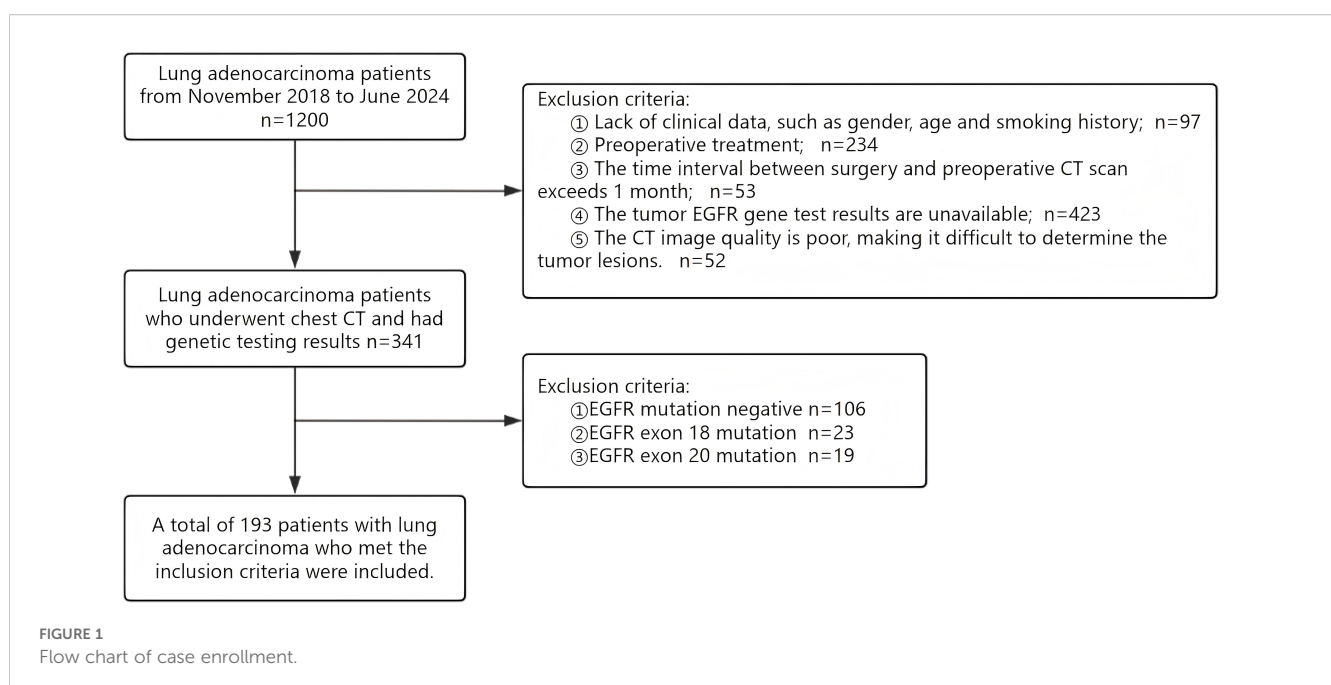 Lung adenocarcinoma patients
from November 2018 to June 2024
n=1200
Exclusion criteria:
① Lack of clinical data, such as gender, age and smoking history; n=97
② Preoperative treatment; n=234
③ The time interval between surgery and preoperative CT scan
exceeds 1 month; n=53
④ The tumor EGFR gene test results are unavailable; n=423
⑤ The CT image quality is poor, making it difficult to determine the
tumor lesions. n=52
Lung adenocarcinoma patients
who underwent chest CT and had
genetic testing results n=341
Exclusion criteria:
①EGFR mutation negative n=106
②EGFR exon 18 mutation n=23
③EGFR exon 20 mutation n=19
A total of 193 patients with lung
adenocarcinoma who met the
inclusion criteria were included.
FIGURE 1
Flow chart of case enrollment.